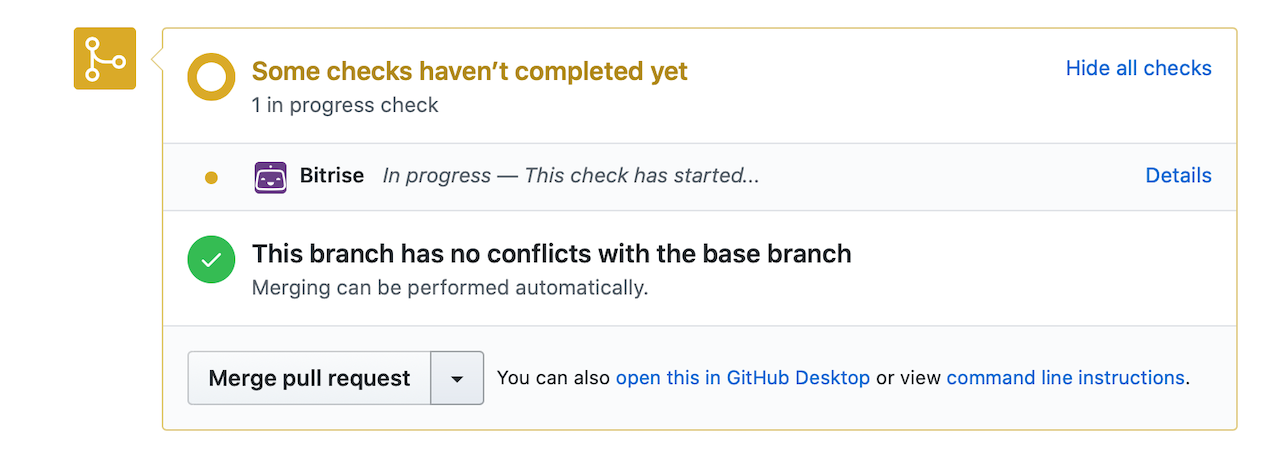 Some checks haven’t completed yet
Hide all checks
1 in progress check
Bitrise In progress — This check has started...
Details
This branch has no conflicts with the base branch
Merging can be performed automatically.
Merge pull request
You can also open this in GitHub Desktop or view command line instructions.